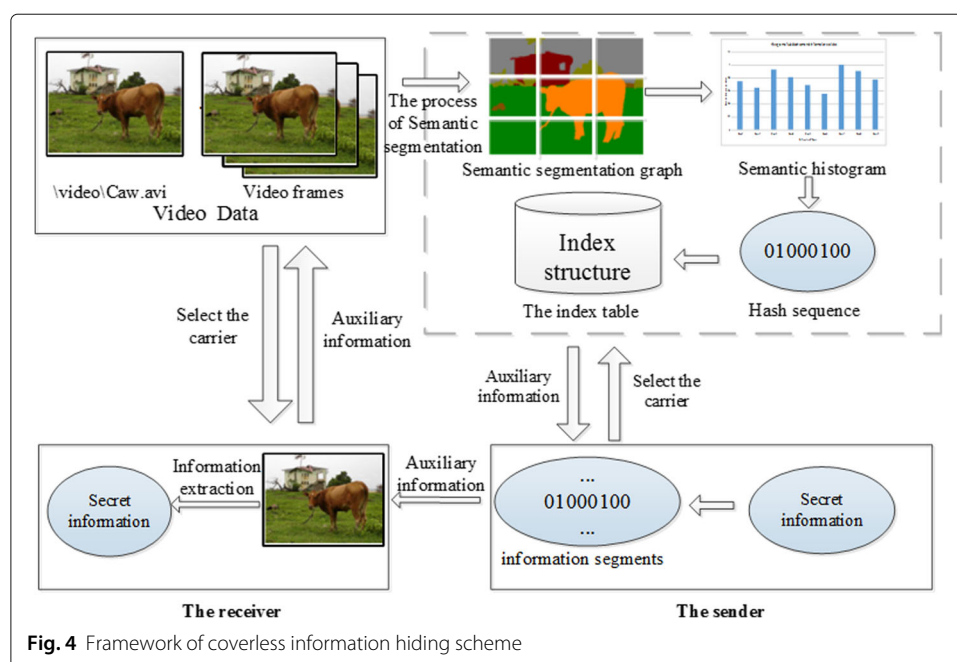 \video\Caw.avi
Video frames
Video Data
The process
of Semantic
segmentation
Semantic segmentation graph
Semantic histogram
01000100
Hash sequence
Index
structure
The index table
Select the
carrier
Auxiliary
information
Auxiliary
information
Select the
carrier
Secret
information
Information
extraction
Auxiliary
information
...
01000100
...
information segments
Secret
information
The receiver
The sender
Fig. 4 Framework of coverless information hiding scheme